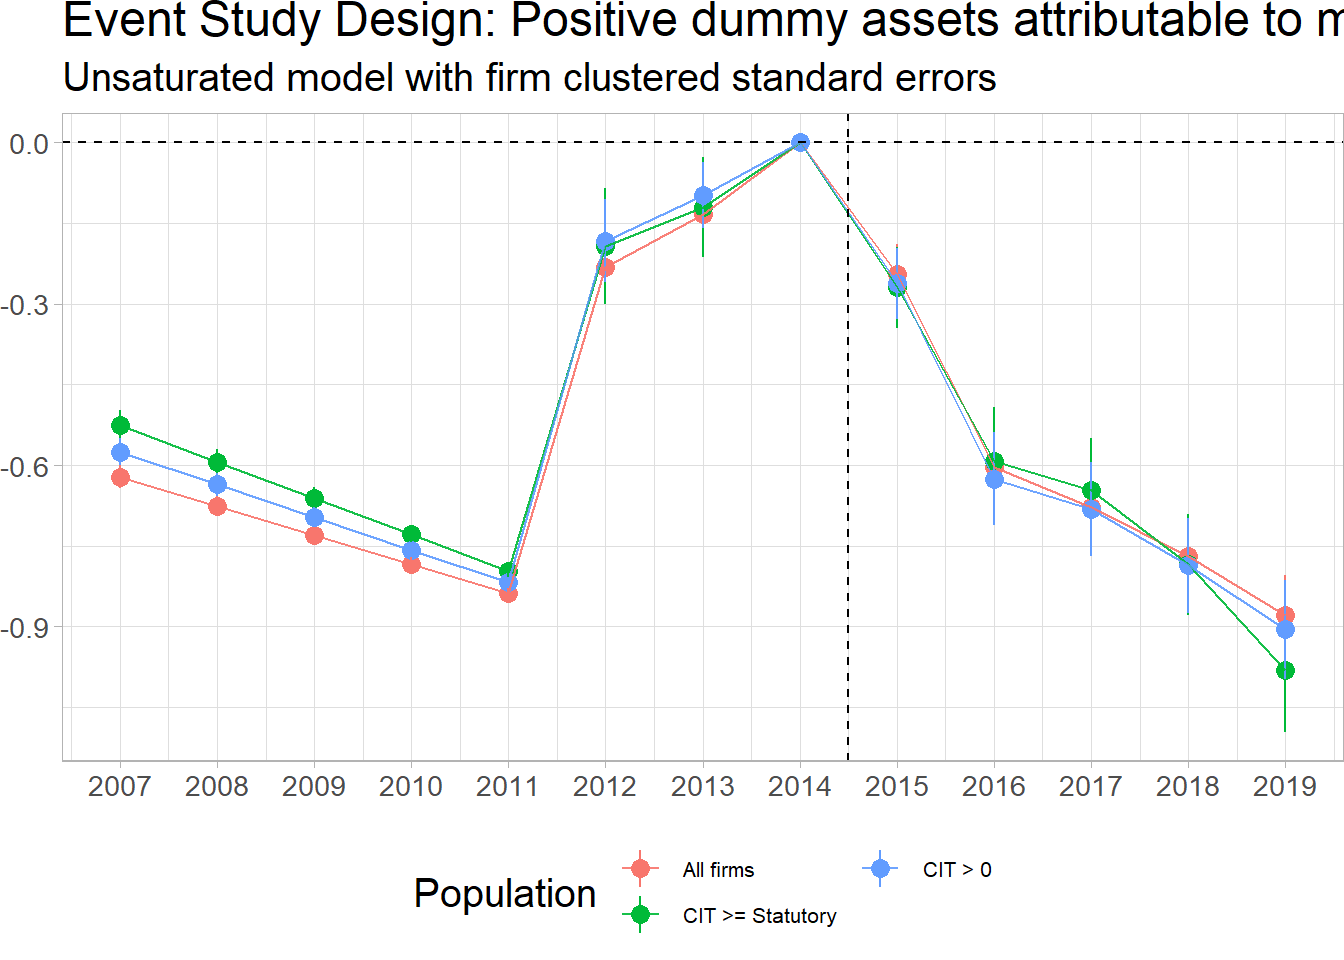 Event Study Design: Positive dummy assets attributable to
Unsaturated model with firm clustered standard errors
0.0
-0.3
-0.6
-0.9
2007 2008 2009 2010 2011 2012 2013 2014 2015 2016 2017 2018 2019
Population
All firms
CIT > 0
CIT >= Statutory